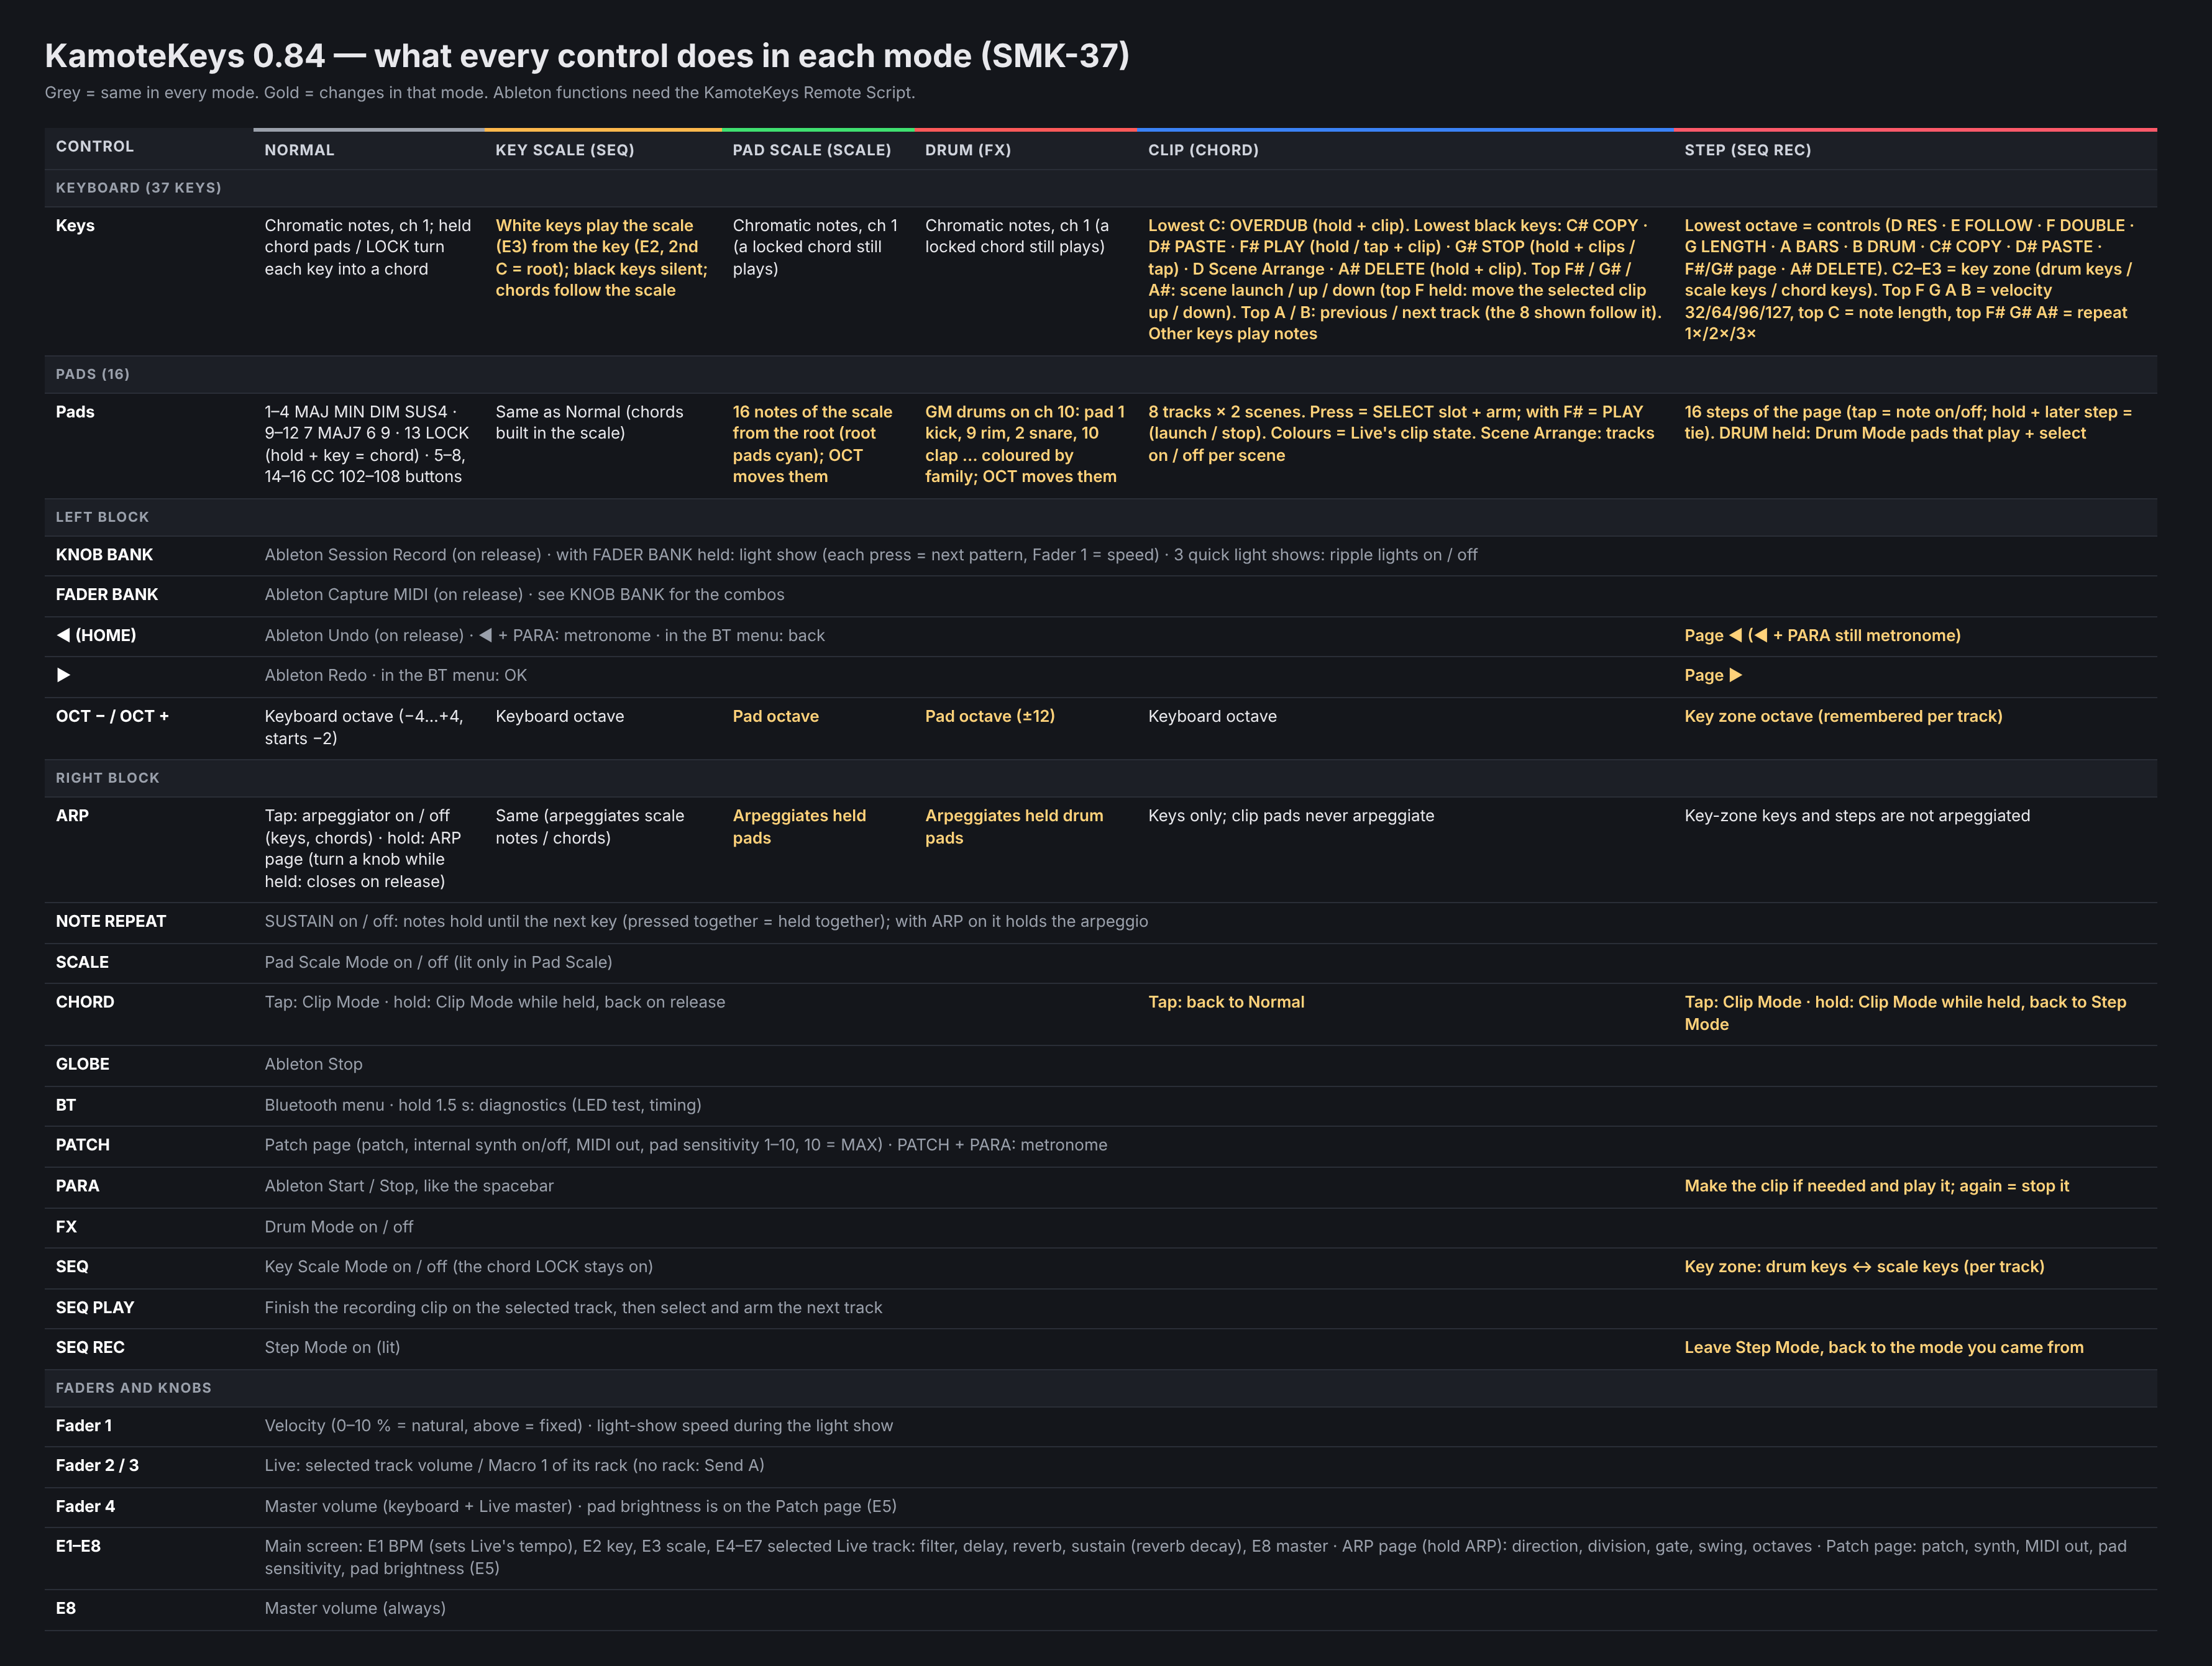 KamoteKeys 0.84 — what every control does in each mode (SMK-37)
Grey = same in every mode. Gold = changes in that mode. Ableton functions need the KamoteKeys Remote Script.
CONTROL
NORMAL
KEY SCALE (SEQ)
PAD SCALE (SCALE)
DRUM (FX)
CLIP (CHORD)
STEP (SEQ REC)
KEYBOARD (37 KEYS)
Keys
Chromatic notes, ch 1; held
chord pads / LOCK turn
each key into a chord
White keys play the scale
(E3) from the key (E2, 2nd
C = root); black keys silent;
chords follow the scale
Chromatic notes, ch 1
(a locked chord still
plays)
Chromatic notes, ch 1 (a
locked chord still plays)
Lowest C: OVERDUB (hold + clip). Lowest black keys: C# COPY ·
D# PASTE · F# PLAY (hold / tap + clip) · G# STOP (hold + clips /
tap) · D Scene Arrange · A# DELETE (hold + clip). Top F# / G# /
A#: scene launch / up / down (top F held: move the selected clip
up / down). Top A / B: previous / next track (the 8 shown follow it).
Other keys play notes
Lowest octave = controls (D RES · E FOLLOW · F DOUBLE ·
G LENGTH · A BARS · B DRUM · C# COPY · D# PASTE ·
F#/G# page · A# DELETE). C2–E3 = key zone (drum keys /
scale keys / chord keys). Top F G A B = velocity
32/64/96/127, top C = note length, top F# G# A# = repeat
1×/2×/3×
PADS (16)
Pads
1–4 MAJ MIN DIM SUS4 ·
9–12 7 MAJ7 6 9 · 13 LOCK
(hold + key = chord) · 5–8,
14–16 CC 102–108 buttons
Same as Normal (chords
built in the scale)
16 notes of the scale
from the root (root
pads cyan); OCT
moves them
GM drums on ch 10: pad 1
kick, 9 rim, 2 snare, 10
clap … coloured by
family; OCT moves them
8 tracks × 2 scenes. Press = SELECT slot + arm; with F# = PLAY
(launch / stop). Colours = Live's clip state. Scene Arrange: tracks
on / off per scene
16 steps of the page (tap = note on/off; hold + later step =
tie). DRUM held: Drum Mode pads that play + select
LEFT BLOCK
KNOB BANK
Ableton Session Record (on release) · with FADER BANK held: light show (each press = next pattern, Fader 1 = speed) · 3 quick light shows: ripple lights on / off
FADER BANK
Ableton Capture MIDI (on release) · see KNOB BANK for the combos
◀ (HOME)
Ableton Undo (on release) · ◀ + PARA: metronome · in the BT menu: back
Page ◀ (◀ + PARA still metronome)
▶
Ableton Redo · in the BT menu: OK
Page ▶
OCT − / OCT +
Keyboard octave (−4…+4,
starts −2)
Keyboard octave
Pad octave
Pad octave (±12)
Keyboard octave
Key zone octave (remembered per track)
RIGHT BLOCK
ARP
Tap: arpeggiator on / off
(keys, chords) · hold: ARP
page (turn a knob while
held: closes on release)
Same (arpeggiates scale
notes / chords)
Arpeggiates held
pads
Arpeggiates held drum
pads
Keys only; clip pads never arpeggiate
Key-zone keys and steps are not arpeggiated
NOTE REPEAT
SUSTAIN on / off: notes hold until the next key (pressed together = held together); with ARP on it holds the arpeggio
SCALE
Pad Scale Mode on / off (lit only in Pad Scale)
CHORD
Tap: Clip Mode · hold: Clip Mode while held, back on release
Tap: back to Normal
Tap: Clip Mode · hold: Clip Mode while held, back to Step
Mode
GLOBE
Ableton Stop
BT
Bluetooth menu · hold 1.5 s: diagnostics (LED test, timing)
PATCH
Patch page (patch, internal synth on/off, MIDI out, pad sensitivity 1–10, 10 = MAX) · PATCH + PARA: metronome
PARA
Ableton Start / Stop, like the spacebar
Make the clip if needed and play it; again = stop it
FX
Drum Mode on / off
SEQ
Key Scale Mode on / off (the chord LOCK stays on)
Key zone: drum keys ↔ scale keys (per track)
SEQ PLAY
Finish the recording clip on the selected track, then select and arm the next track
SEQ REC
Step Mode on (lit)
Leave Step Mode, back to the mode you came from
FADERS AND KNOBS
Fader 1
Velocity (0–10 % = natural, above = fixed) · light-show speed during the light show
Fader 2 / 3
Live: selected track volume / Macro 1 of its rack (no rack: Send A)
Fader 4
Master volume (keyboard + Live master) · pad brightness is on the Patch page (E5)
E1–E8
Main screen: E1 BPM (sets Live's tempo), E2 key, E3 scale, E4–E7 selected Live track: filter, delay, reverb, sustain (reverb decay), E8 master · ARP page (hold ARP): direction, division, gate, swing, octaves · Patch page: patch, synth, MIDI out, pad
sensitivity, pad brightness (E5)
E8
Master volume (always)